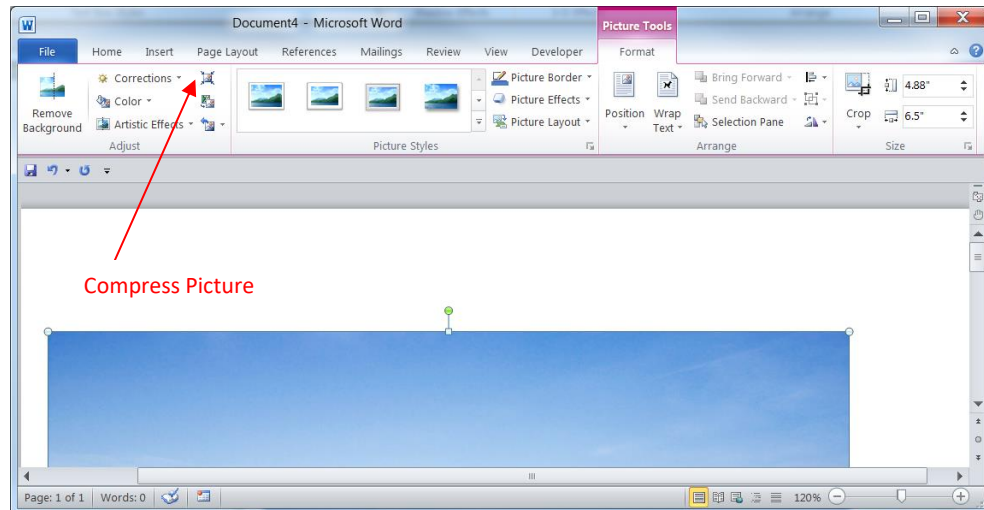 W Document4 - Microsoft Word Picture Tools
File Home Insert Page Layout References Mailings Review View Developer Format
Corrections Picture Border Bring Forward 4.88"
Color Picture Effects Send Backward
Remove Background Artistic Effects Picture Layout Position Wrap Text Selection Pane Crop 6.5"
Adjust Picture Styles Arrange Size
Compress Picture
Page: 1 of 1 Words: 0 120%